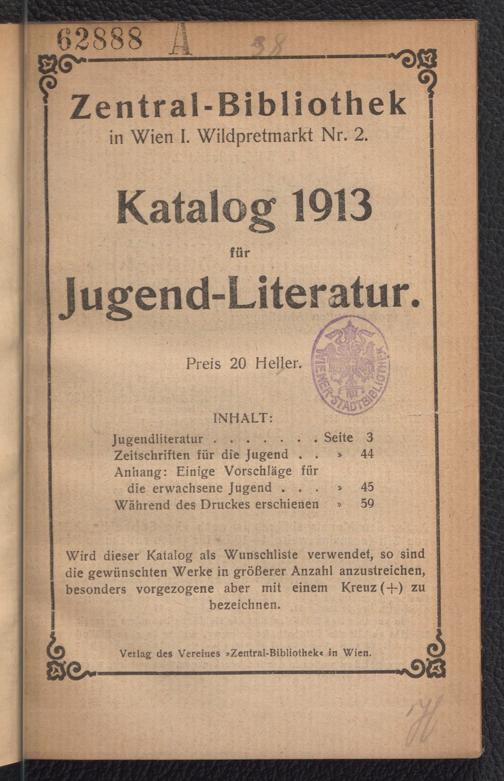 62888 A 38
Zentral-Bibliothek
in Wien I. Wildpretmarkt Nr. 2.
Katalog 1913
für
Jugend-Literatur.
Preis 20 Heller.
WIENER-STADTBIBLIOTHEK
INHALT:
Jugendliteratur . . . . . . . Seite 3
Zeitschriften für die Jugend . . » 44
Anhang: Einige Vorschläge für
die erwachsene Jugend . . . » 45
Während des Druckes erschienen » 59
Wird dieser Katalog als Wunschliste verwendet, so sind
die gewünschten Werke in größerer Anzahl anzustreichen,
besonders vorgezogene aber mit einem Kreuz (+) zu
bezeichnen.
Verlag des Vereines »Zentral-Bibliothek« in Wien.